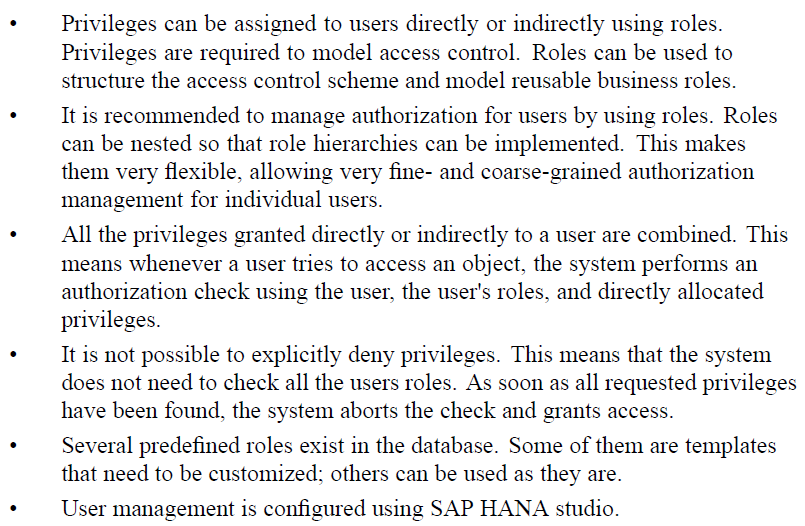 • Privileges can be assigned to users directly or indirectly using roles.
Privileges are required to model access control. Roles can be used to
structure the access control scheme and model reusable business roles.
• It is recommended to manage authorization for users by using roles. Roles
can be nested so that role hierarchies can be implemented. This makes
them very flexible, allowing very fine- and coarse-grained authorization
management for individual users.
• All the privileges granted directly or indirectly to a user are combined. This
means whenever a user tries to access an object, the system performs an
authorization check using the user, the user's roles, and directly allocated
privileges.
• It is not possible to explicitly deny privileges. This means that the system
does not need to check all the users roles. As soon as all requested privileges
have been found, the system aborts the check and grants access.
• Several predefined roles exist in the database. Some of them are templates
that need to be customized; others can be used as they are.
• User management is configured using SAP HANA studio.